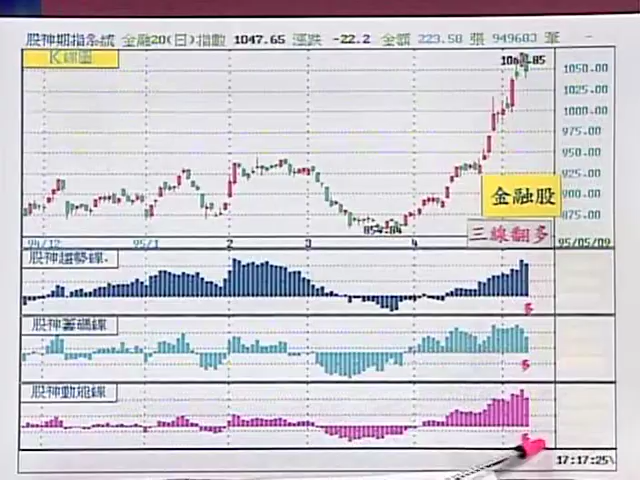 股神期指系統 金融20(日)指數 1047.65 漲跌 -22.2 金額 223.58 張 949683 筆 -
K線圖
1050.00
1025.00
1000.00
975.00
950.00
925.00
900.00
875.00
金融股
三線翻多
94/12 95/1 2 3 4 95/05/09
股神趨勢線
股神籌碼線
股神動能線
17:17:25